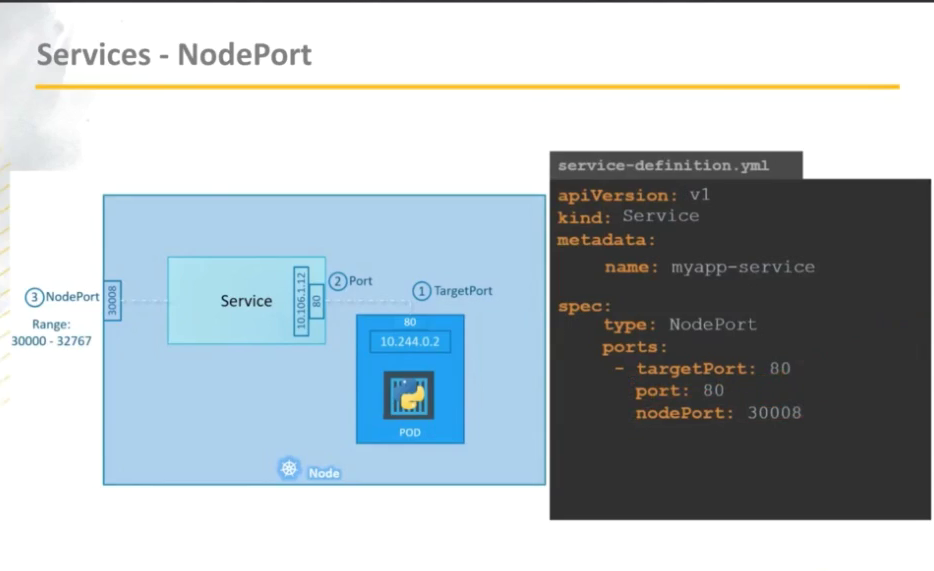 Services - NodePort
service-definition.yml
apiVersion: v1
kind: Service
metadata:
name: myapp-service
spec:
type: NodePort
ports:
- targetPort: 80
port: 80
nodePort: 30008
3 NodePort
Range:
30000 - 32767
30008
Service
10.106.1.12
80
2 Port
1 TargetPort
80
10.244.0.2
POD
Node